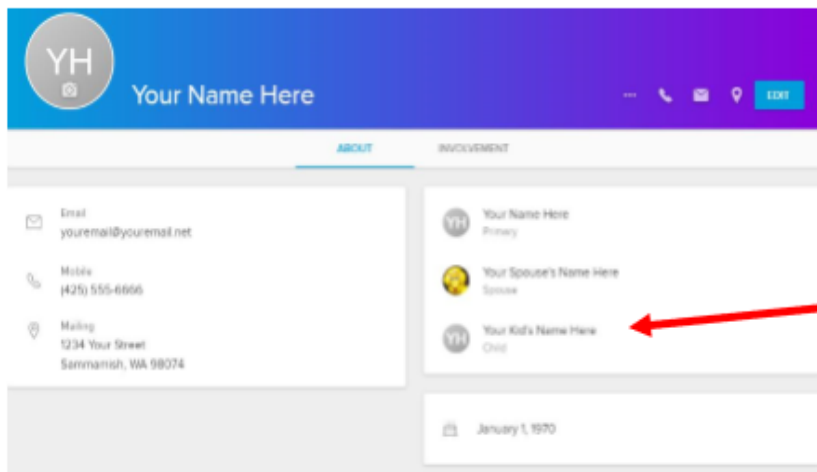 YH
Your Name Here
EDIT
ABOUT
INVOLVEMENT
Email
youremail@youremail.net
Mobile
(425) 555-6666
Mailing
1234 Your Street
Sammamish, WA 98074
YH
Your Name Here
Primary
Your Spouse's Name Here
Spouse
YH
Your Kid's Name Here
Child
January 1, 1970